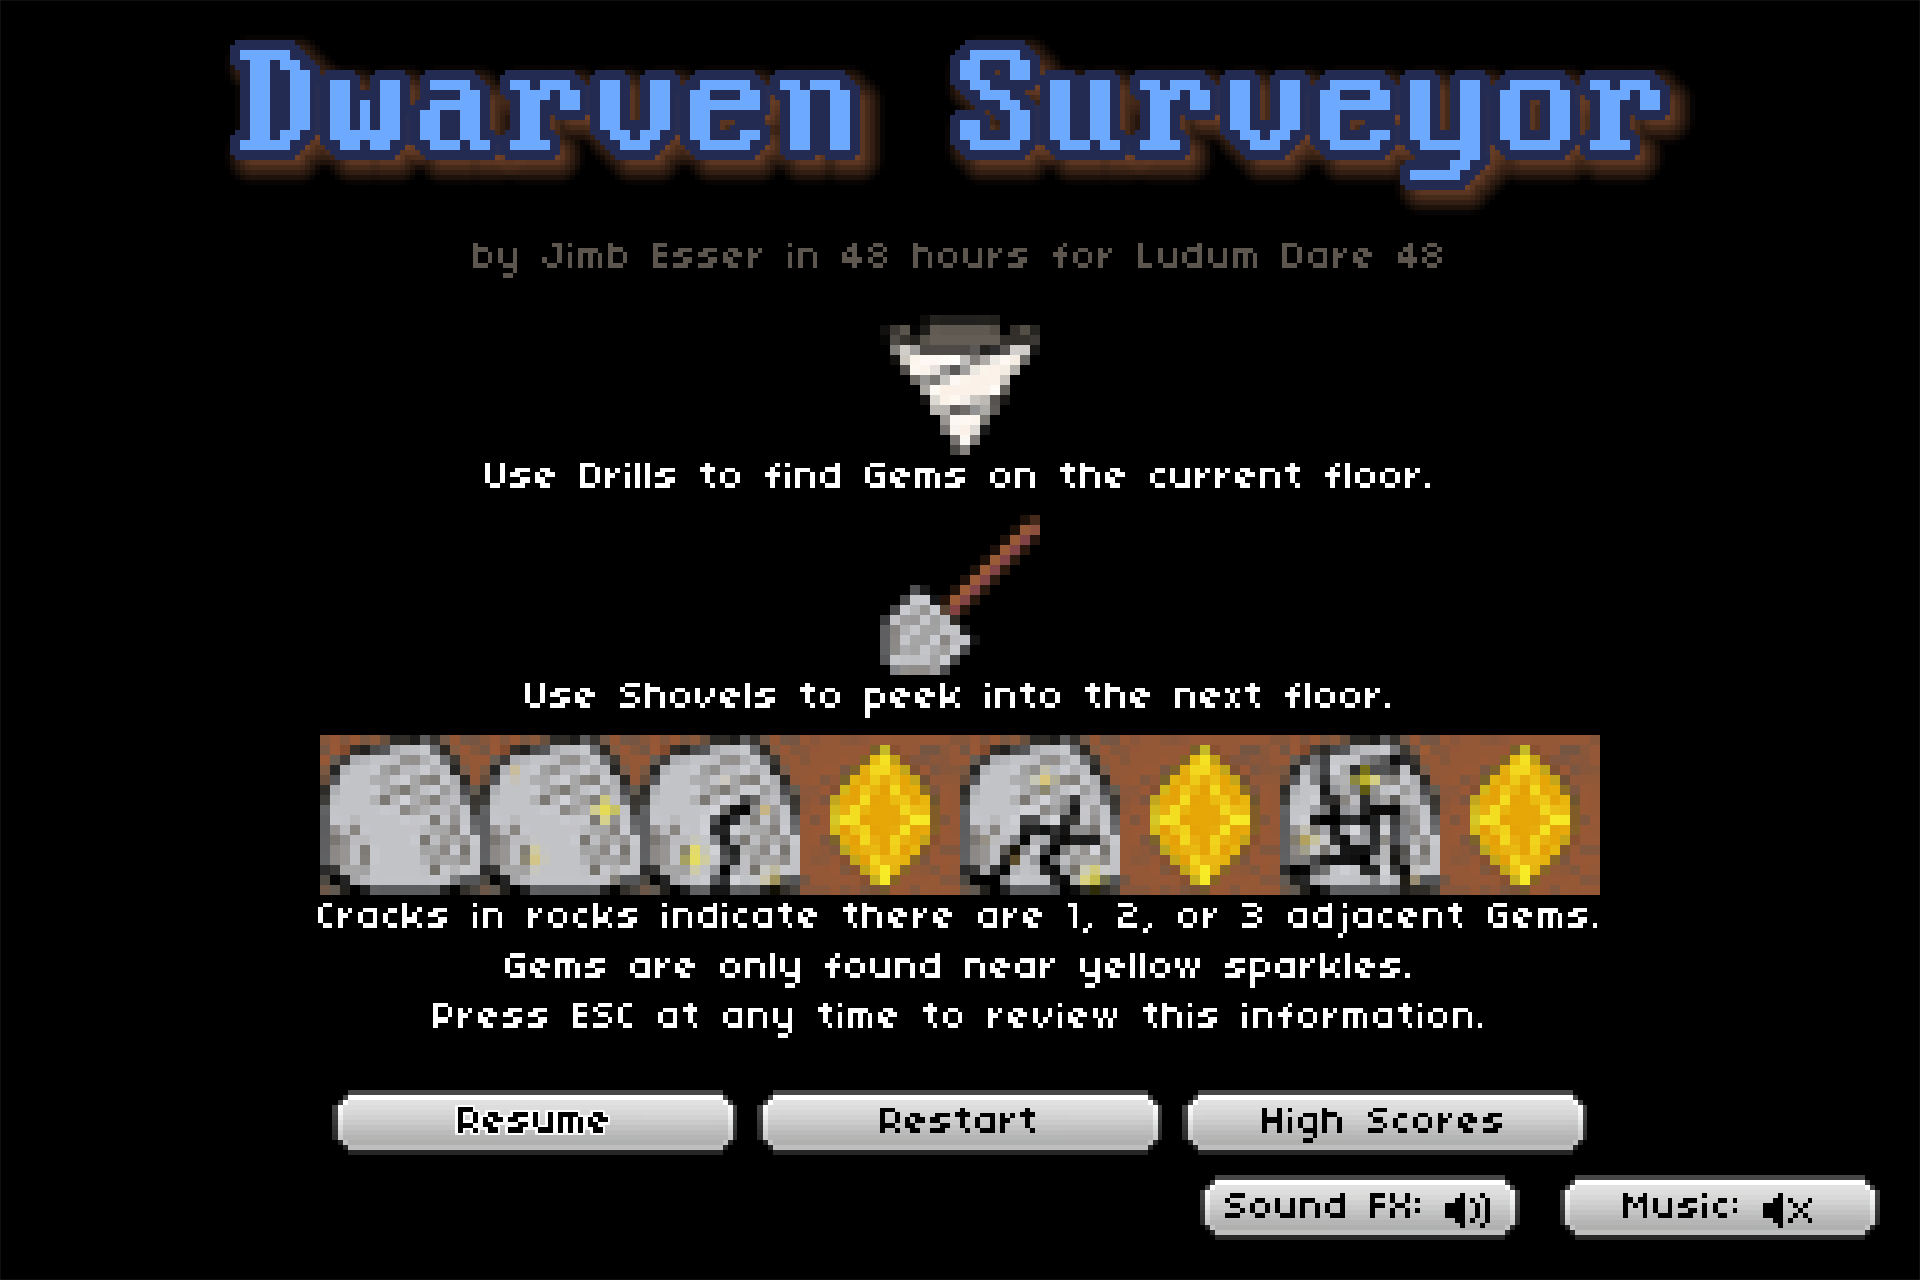 Dwarven Surveyor
by Jimb Esser in 48 hours for Ludum Dare 48
Use Drills to find Gems on the current floor.
Use Shovels to peek into the next floor.
Cracks in rocks indicate there are 1, 2, or 3 adjacent Gems.
Gems are only found near yellow sparkles.
Press ESC at any time to review this information.
Resume
Restart
High Scores
Sound FX:
Music: